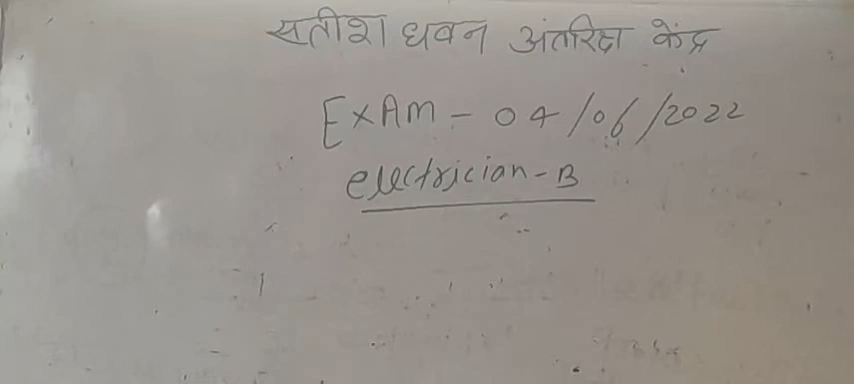 सतीश धवन अंतरिक्ष केंद्र
ExAm - 04/06/2022
electrician-B